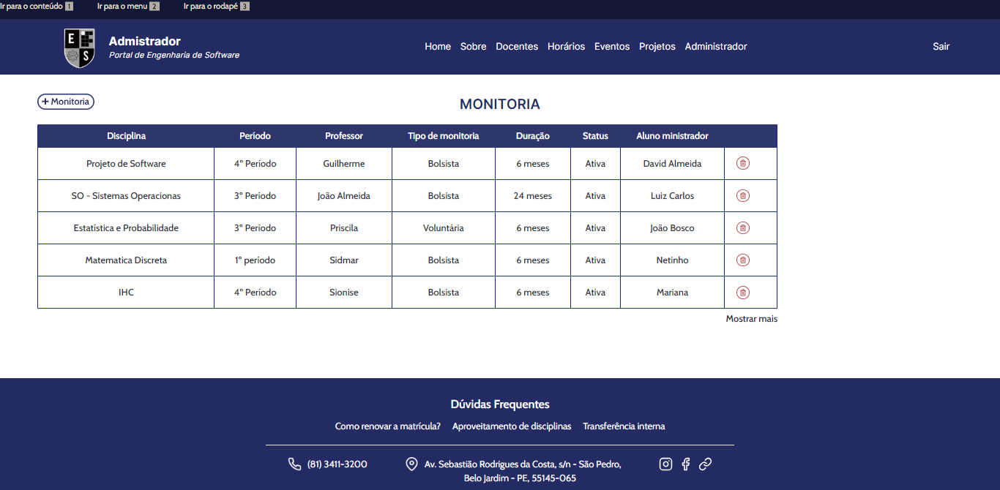 Ir para o conteúdo 1 Ir para o menu 2 Ir para o rodapé 3
E S
Admistrador
Portal de Engenharia de Software
Home Sobre Docentes Horários Eventos Projetos Administrador Sair
+ Monitoria
MONITORIA
Disciplina Período Professor Tipo de monitoria Duração Status Aluno ministrador
Projeto de Software 4º Período Guilherme Bolsista 6 meses Ativa David Almeida
SO - Sistemas Operacionas 3º Período João Almeida Bolsista 24 meses Ativa Luiz Carlos
Estatística e Probabilidade 3º Período Priscila Voluntária 6 meses Ativa João Bosco
Matematica Discreta 1º período Sidmar Bolsista 6 meses Ativa Netinho
IHC 4º Período Sionise Bolsista 6 meses Ativa Mariana
Mostrar mais
Dúvidas Frequentes
Como renovar a matrícula? Aproveitamento de disciplinas Transferência interna
(81) 3411-3200 Av. Sebastião Rodrigues da Costa, s/n - São Pedro,
Belo Jardim - PE, 55145-065